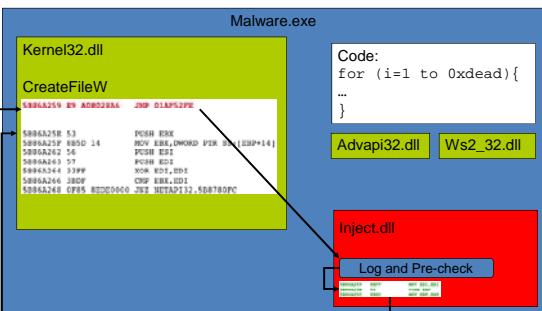 Malware.exe
Kernel32.dll
CreateFileW
5B86A259 E9 JMP 01AF52FE
5B86A25E 53 PUSH EBX
5B86A25F 8B5D 14 MOV EBX,DWORD PTR SS:[EBP+14]
5B86A262 56 PUSH ESI
5B86A263 57 PUSH EDI
5B86A264 33FF XOR EDI,EDI
5B86A266 3BDF CMP EBX,EDI
5B86A268 0F85 JNZ NETAPI32.5B8780FC
Code:
for (i=1 to 0xdead){
…
}
Advapi32.dll
Ws2_32.dll
Inject.dll
Log and Pre-check